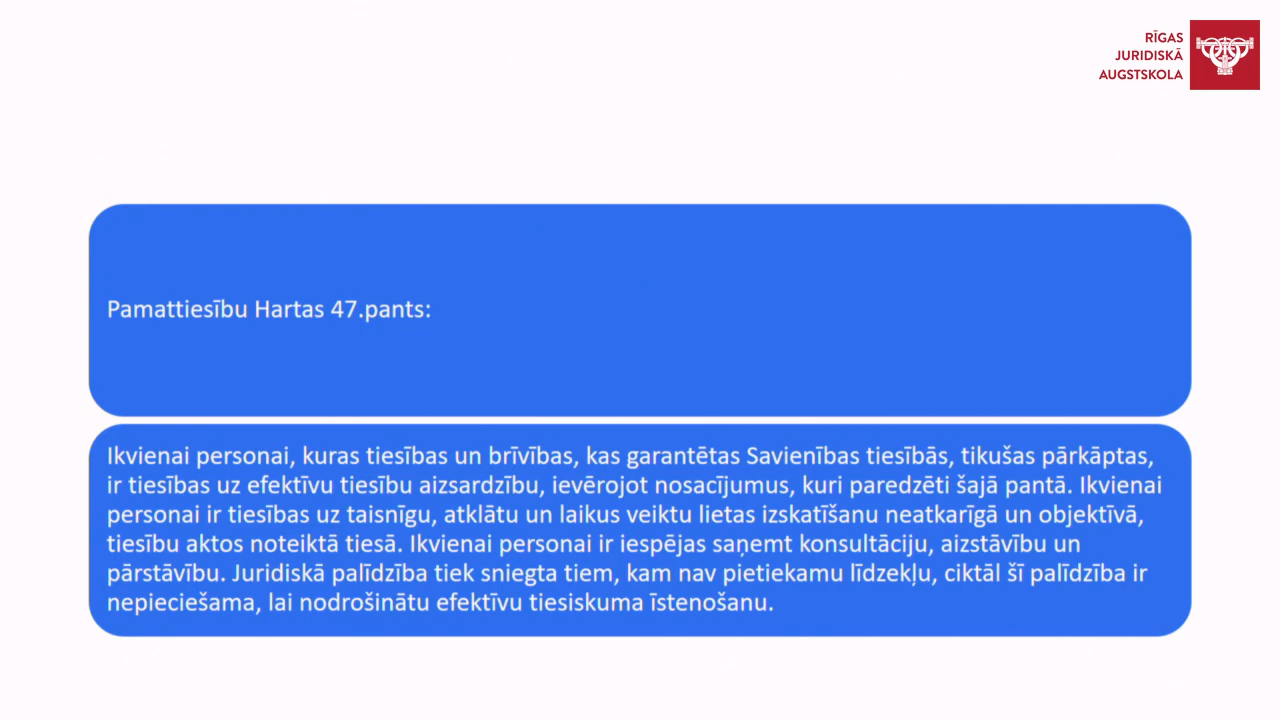 RĪGAS
JURIDISKĀ
AUGSTSKOLA
Pamattiesību Hartas 47.pants:
Ikvienai personai, kuras tiesības un brīvības, kas garantētas Savienības tiesībās, tikušas pārkāptas,
ir tiesības uz efektīvu tiesību aizsardzību, ievērojot nosacījumus, kuri paredzēti šajā pantā. Ikvienai
personai ir tiesības uz taisnīgu, atklātu un laikus veiktu lietas izskatīšanu neatkarīgā un objektīvā,
tiesību aktos noteiktā tiesā. Ikvienai personai ir iespējas saņemt konsultāciju, aizstāvību un
pārstāvību. Juridiskā palīdzība tiek sniegta tiem, kam nav pietiekamu līdzekļu, ciktāl šī palīdzība ir
nepieciešama, lai nodrošinātu efektīvu tiesiskuma īstenošanu.